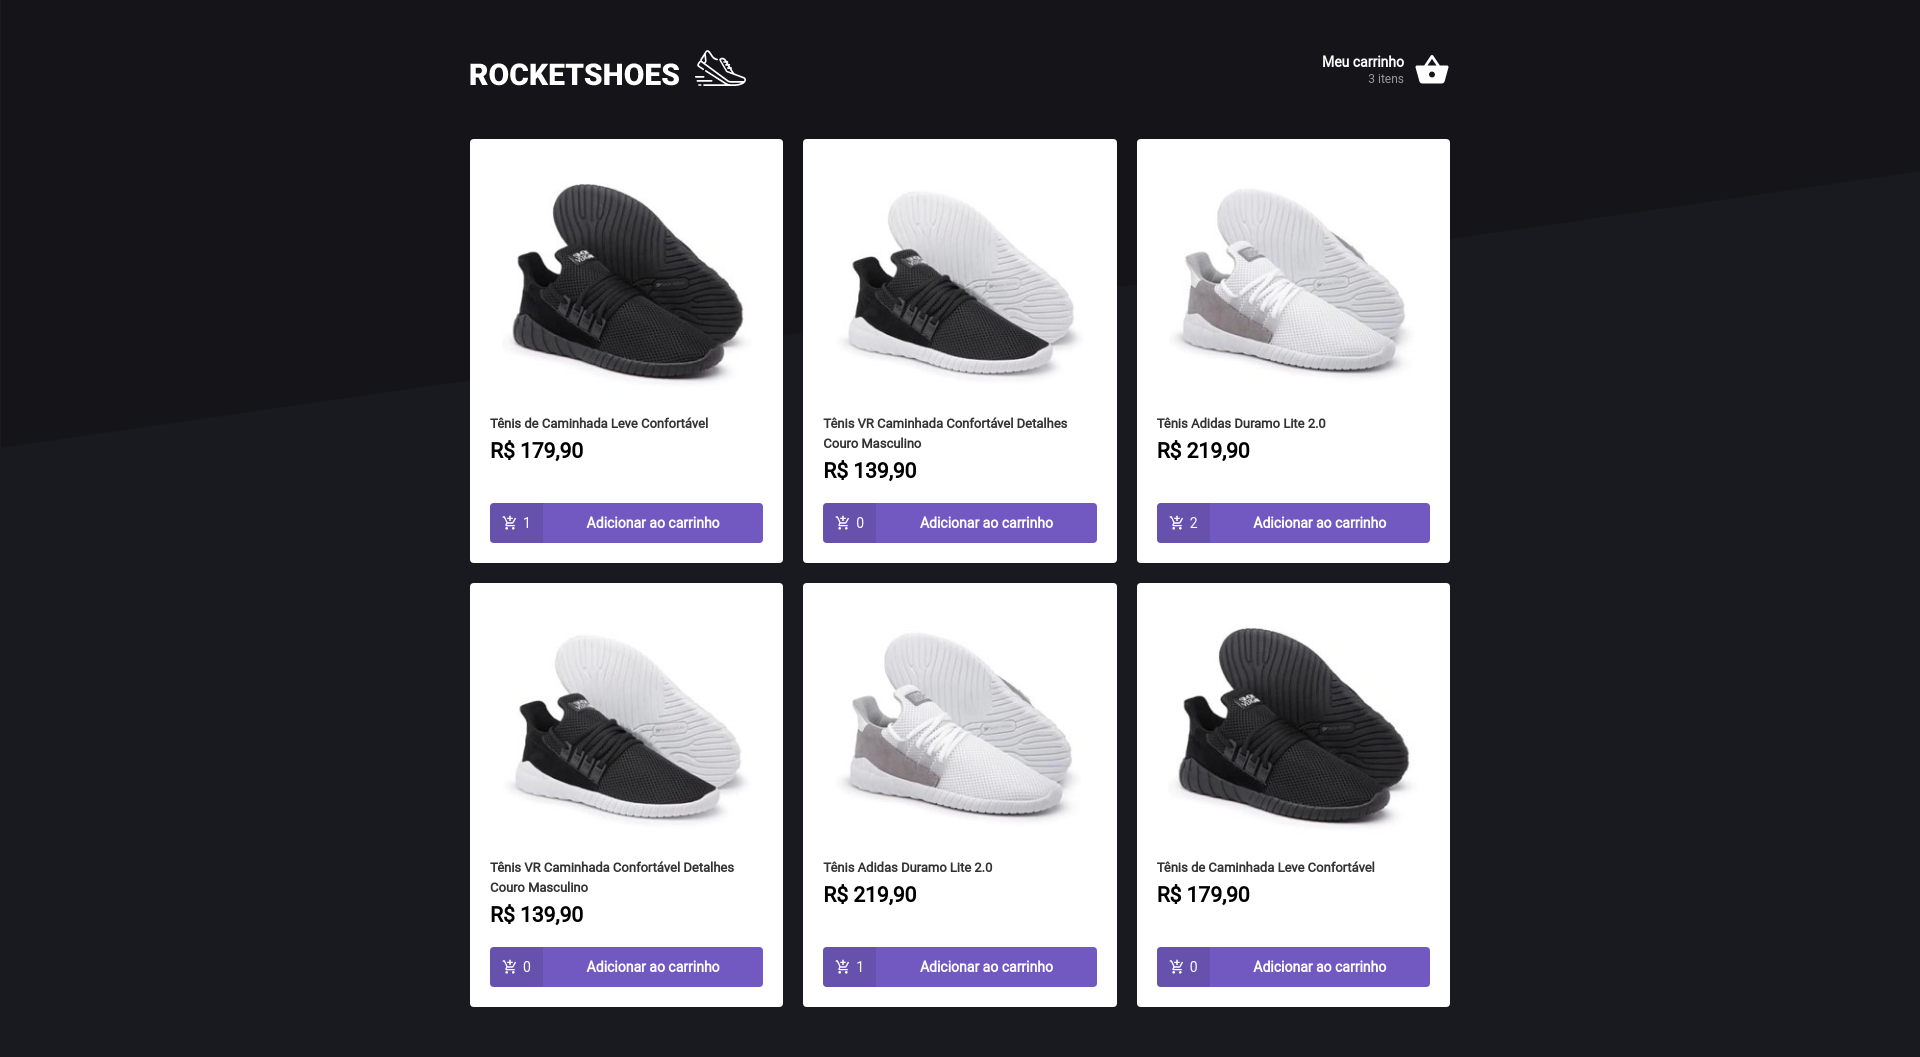 ROCKETSHOES
Meu carrinho
3 itens
Tênis de Caminhada Leve Confortável
R$ 179,90
1 Adicionar ao carrinho
Tênis VR Caminhada Confortável Detalhes
Couro Masculino
R$ 139,90
0 Adicionar ao carrinho
Tênis Adidas Duramo Lite 2.0
R$ 219,90
2 Adicionar ao carrinho
Tênis VR Caminhada Confortável Detalhes
Couro Masculino
R$ 139,90
0 Adicionar ao carrinho
Tênis Adidas Duramo Lite 2.0
R$ 219,90
1 Adicionar ao carrinho
Tênis de Caminhada Leve Confortável
R$ 179,90
0 Adicionar ao carrinho